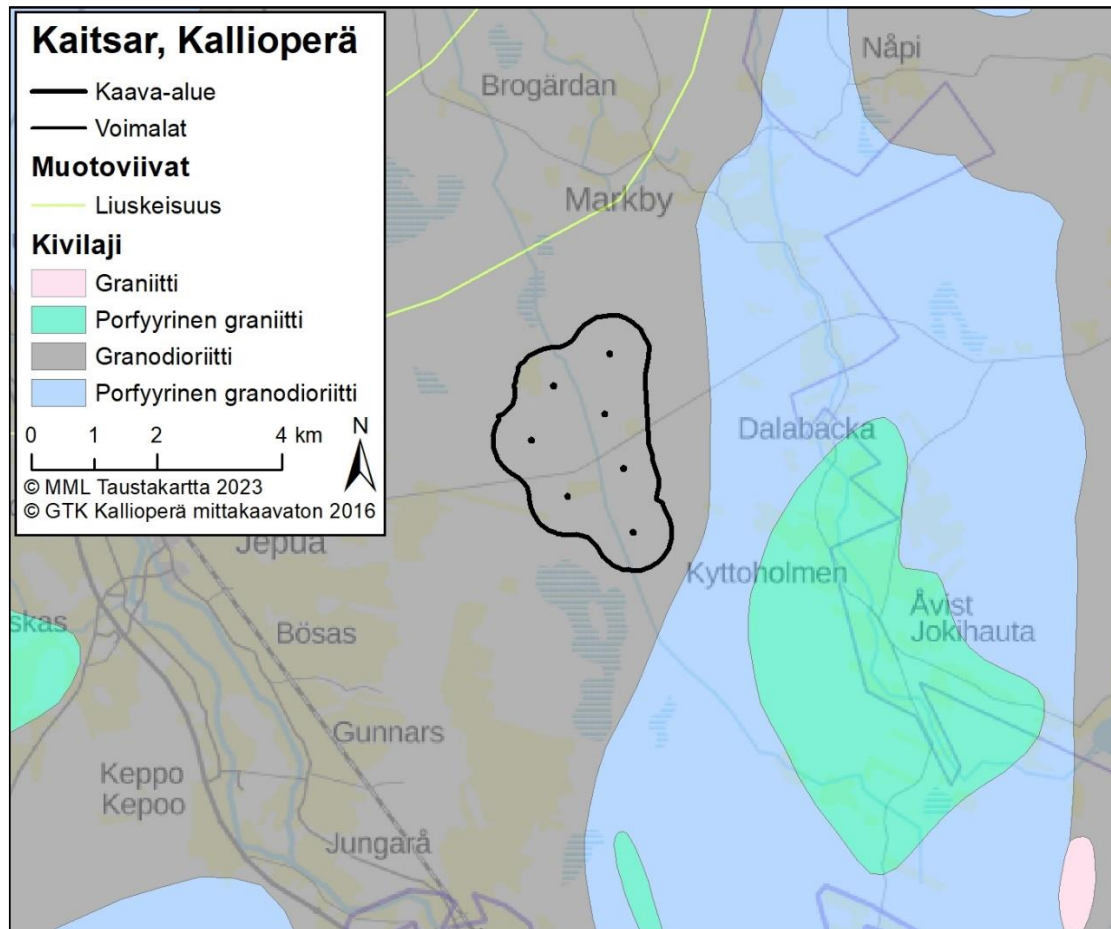 Kaitsar, Kallioperä
Kaava-alue
Voimalat
Muotoviivat
Liuskeisuus
Kivilaji
Graniitti
Porfyyrinen graniitti
Granodioriitti
Porfyyrinen granodioriitti
0 1 2 4 km
N
© MML Taustakartta 2023
© GTK Kallioperä mittakaavaton 2016
Nåpi
Brogärdan
Markby
Dalabacka
Jepua
Kyttoholmen
skas
Bösas
Åvist
Jokihauta
Gunnars
Keppo
Kepoo
Jungarå